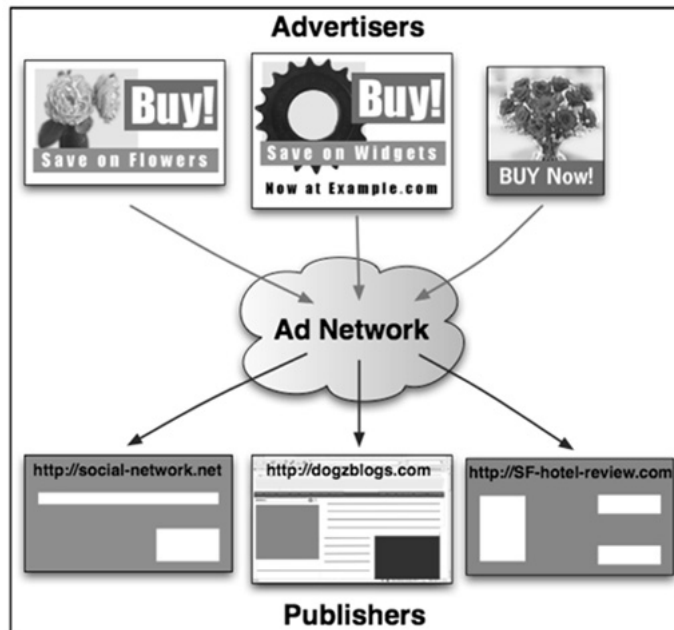 Advertisers
Buy!
Save on Flowers
Buy!
Save on Widgets
Now at Example.com
BUY Now!
Ad Network
http://social-network.net
http://dogzblogs.com
http://SF-hotel-review.com
Publishers